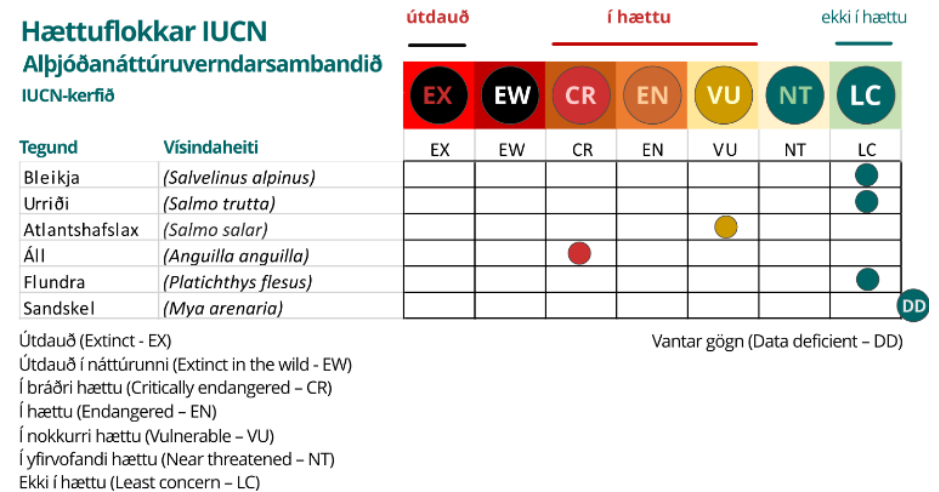 Hættuflokkar IUCN
Alþjóðanáttúruverndarsambandið
IUCN-kerfið
útdauð í hættu ekki í hættu
EX EW CR EN VU NT LC
Tegund Vísindaheiti EX EW CR EN VU NT LC
Bleikja (Salvelinus alpinus)
Urriði (Salmo trutta)
Atlantshafslax (Salmo salar)
Áll (Anguilla anguilla)
Flundra (Platichthys flesus)
Sandskel (Mya arenaria) DD
Útdauð (Extinct - EX)
Útdauð í náttúrunni (Extinct in the wild - EW)
Í bráðri hættu (Critically endangered – CR)
Í hættu (Endangered – EN)
Í nokkurri hættu (Vulnerable – VU)
Í yfirvofandi hættu (Near threatened – NT)
Ekki í hættu (Least concern – LC)
Vantar gögn (Data deficient – DD)